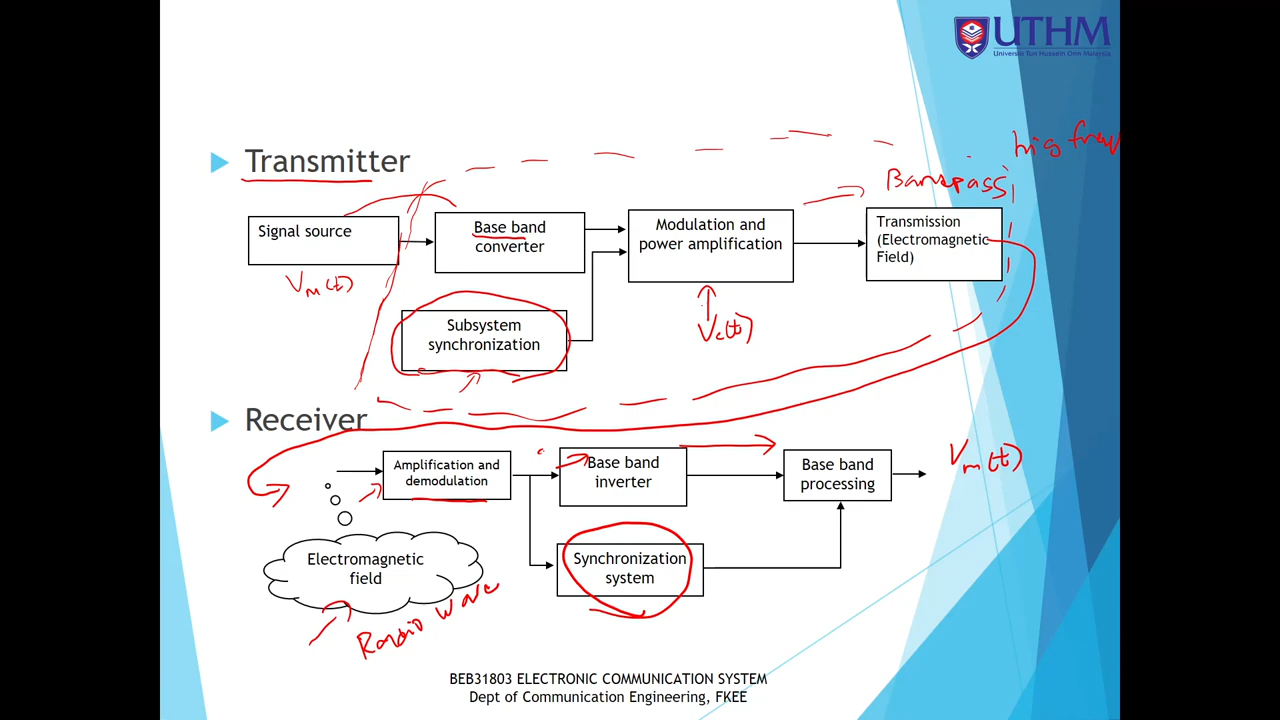 UTHM
Universiti Tun Hussein Onn Malaysia
hig freq
Transmitter
Bandpass
Signal source
Base band
converter
Modulation and
power amplification
Transmission
(Electromagnetic
Field)
Vm(t)
Subsystem
synchronization
Vc(t)
Receiver
Amplification and
demodulation
Base band
inverter
Base band
processing
Vm(t)
Electromagnetic
field
Synchronization
system
Radio wave
BEB31803 ELECTRONIC COMMUNICATION SYSTEM
Dept of Communication Engineering, FKEE